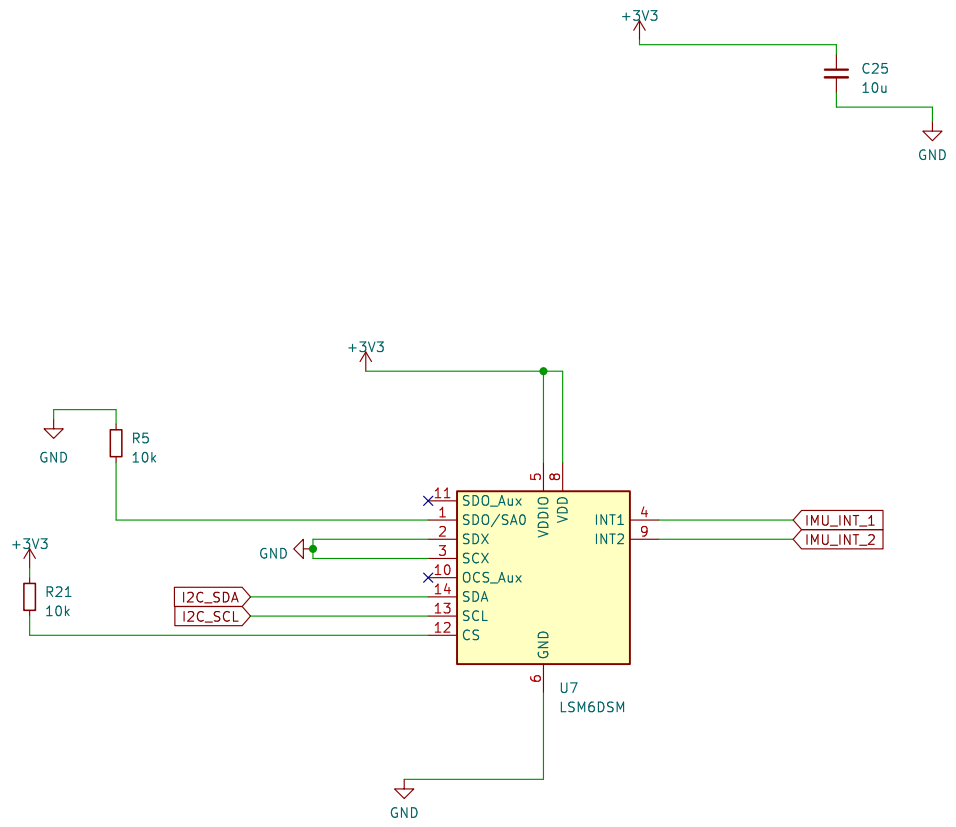 +3V3
C25
10u
GND
+3V3
R5
10k
GND
5
8
11
SDO_Aux
VDDIO
VDD
1
SDO/SA0
INT1
4
IMU_INT_1
2
SDX
INT2
9
IMU_INT_2
GND
3
SCX
+3V3
10
OCS_Aux
R21
10k
I2C_SDA
14
SDA
I2C_SCL
13
SCL
12
CS
GND
6
U7
LSM6DSM
GND